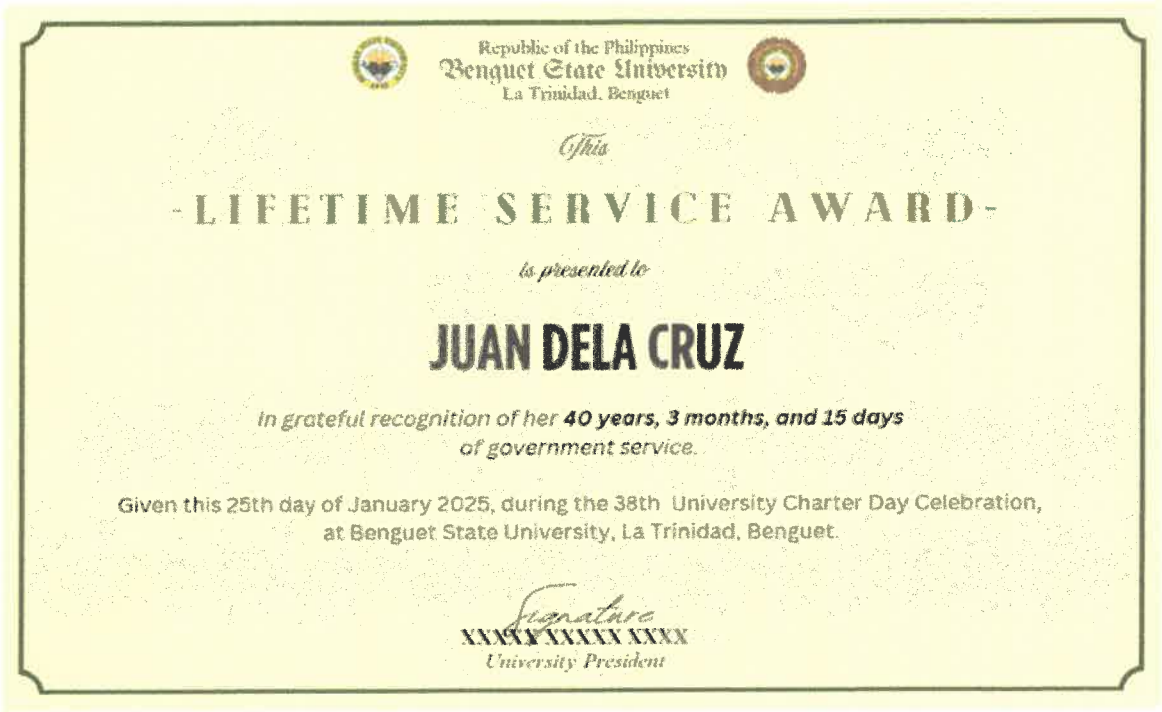 Republic of the Philippines
Benguet State University
La Trinidad, Benguet
This
-LIFETIME SERVICE AWARD-
is presented to
JUAN DELA CRUZ
In grateful recognition of her 40 years, 3 months, and 15 days
of government service.
Given this 25th day of January 2025, during the 38th University Charter Day Celebration,
at Benguet State University, La Trinidad, Benguet.
Signature
XXXXX XXXXX XXXX
University President